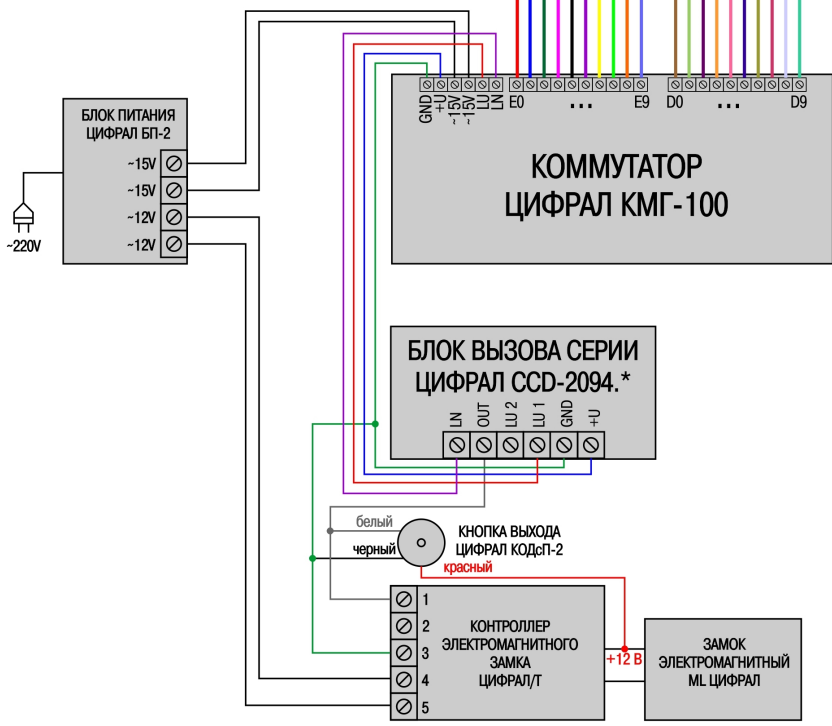 БЛОК ПИТАНИЯ
ЦИФРАЛ БП-2
~15V
~15V
~12V
~12V
~220V
GND
+U
~15V
~15V
LU
LN
E0
...
E9
D0
...
D9
КОММУТАТОР
ЦИФРАЛ КМГ-100
БЛОК ВЫЗОВА СЕРИИ
ЦИФРАЛ CCD-2094.*
LN
OUT
LU 2
LU 1
GND
+U
белый
черный
красный
КНОПКА ВЫХОДА
ЦИФРАЛ КОДсП-2
1
2
3
4
5
КОНТРОЛЛЕР
ЭЛЕКТРОМАГНИТНОГО
ЗАМКА
ЦИФРАЛ/Т
+12 В
ЗАМОК
ЭЛЕКТРОМАГНИТНЫЙ
ML ЦИФРАЛ